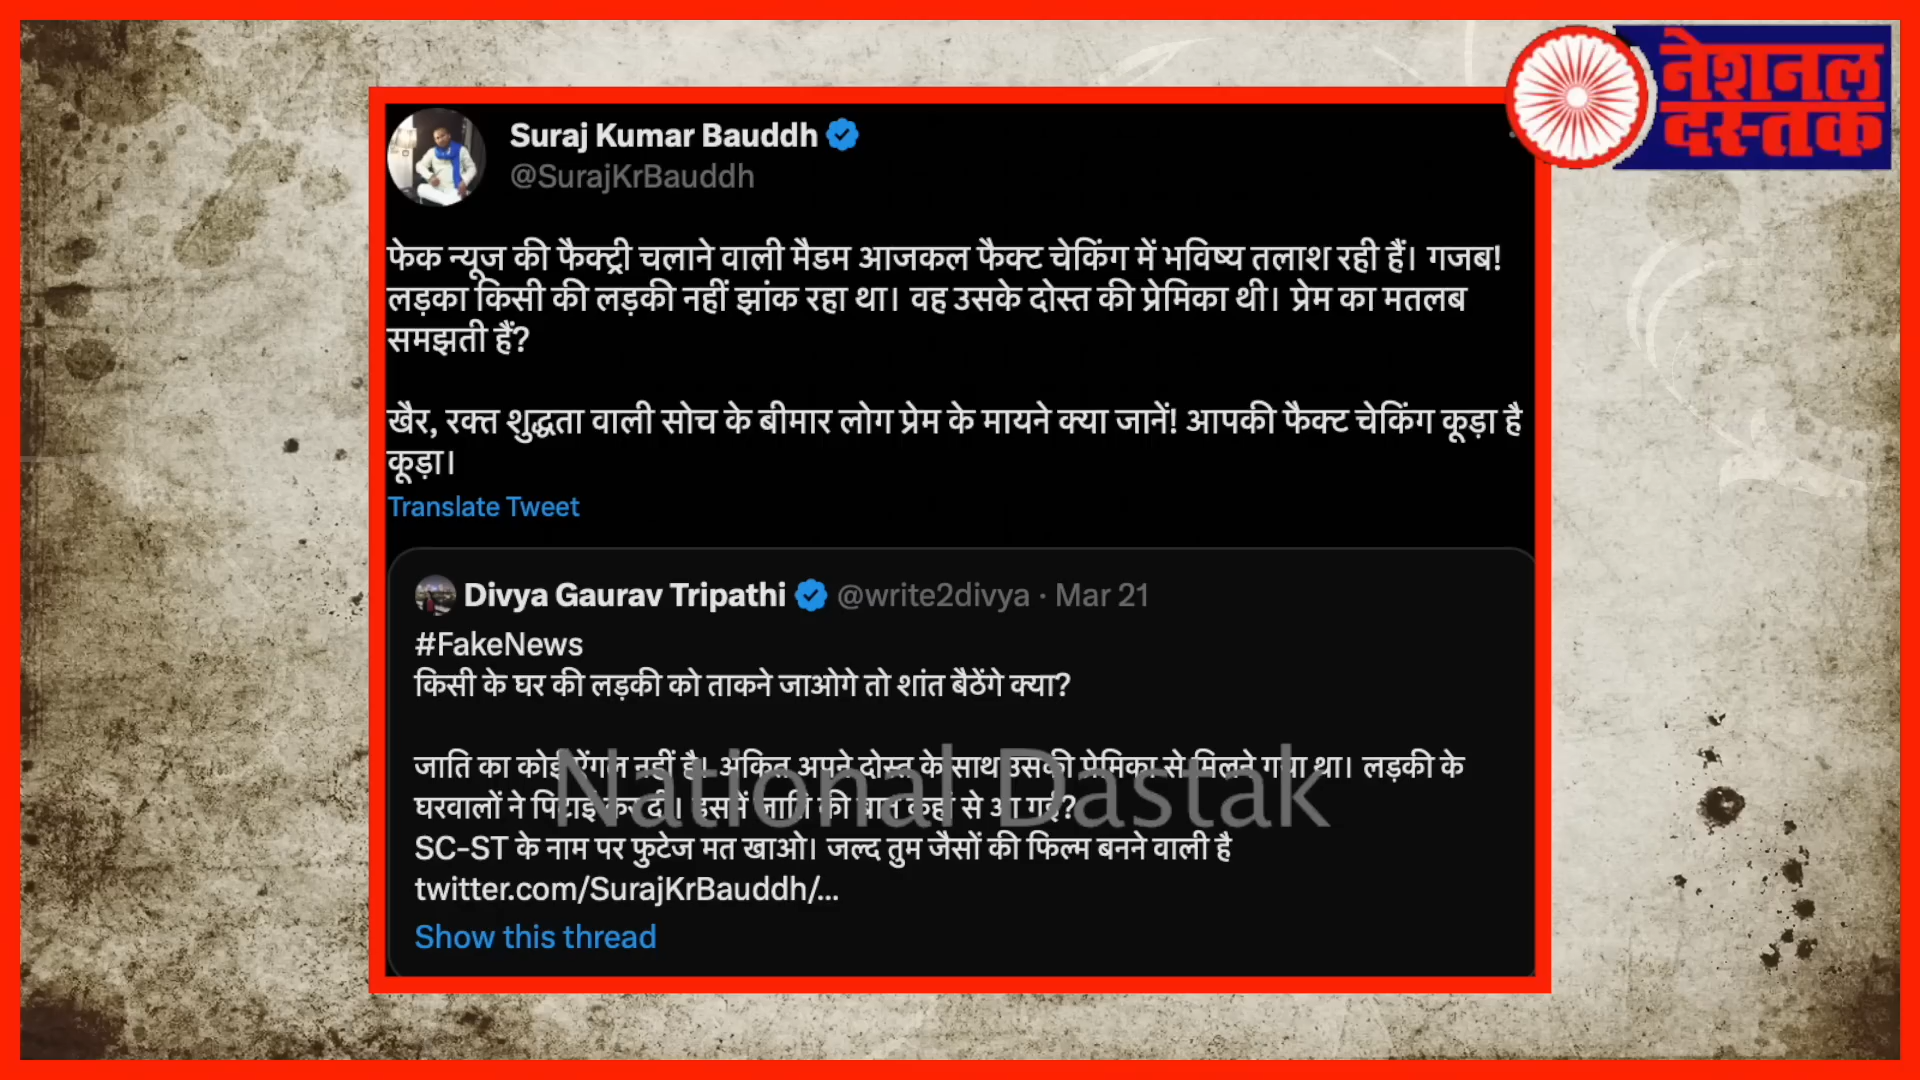 नेशनल
दस्तक
Suraj Kumar Bauddh
@SurajKrBauddh
फेक न्यूज की फैक्ट्री चलाने वाली मैडम आजकल फैक्ट चेकिंग में भविष्य तलाश रही हैं। गजब!
लड़का किसी की लड़की नहीं झांक रहा था। वह उसके दोस्त की प्रेमिका थी। प्रेम का मतलब
समझती हैं?
खैर, रक्त शुद्धता वाली सोच के बीमार लोग प्रेम के मायने क्या जानें! आपकी फैक्ट चेकिंग कूड़ा है
कूड़ा।
Translate Tweet
Divya Gaurav Tripathi @write2divya · Mar 21
#FakeNews
किसी के घर की लड़की को ताकने जाओगे तो शांत बैठेंगे क्या?
जाति का कोई एंगल नहीं है। अंकित अपने दोस्त के साथ उसकी प्रेमिका से मिलने गया था। लड़की के
घरवालों ने पिटाई कर दी। इसमें जाति की बात कहां से आ गई?
National Dastak
SC-ST के नाम पर फुटेज मत खाओ। जल्द तुम जैसों की फिल्म बनने वाली है
twitter.com/SurajKrBauddh/...
Show this thread